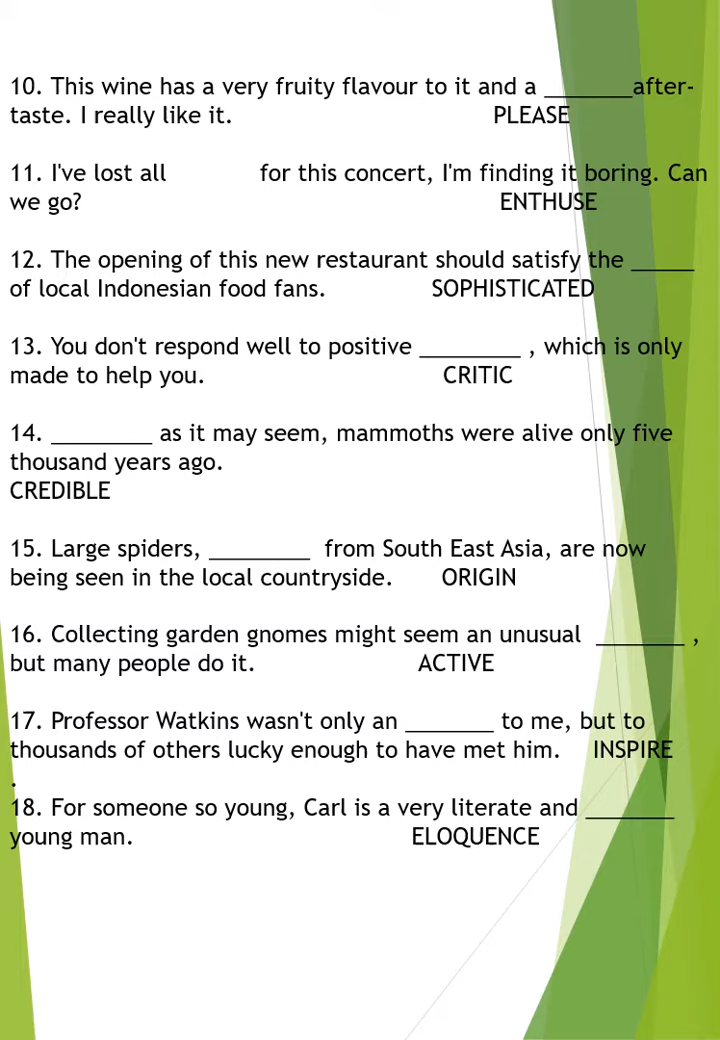 10. This wine has a very fruity flavour to it and a _______after-
taste. I really like it. PLEASE
11. I've lost all for this concert, I'm finding it boring. Can
we go? ENTHUSE
12. The opening of this new restaurant should satisfy the _____
of local Indonesian food fans. SOPHISTICATED
13. You don't respond well to positive ________ , which is only
made to help you. CRITIC
14. ________ as it may seem, mammoths were alive only five
thousand years ago.
CREDIBLE
15. Large spiders, ________ from South East Asia, are now
being seen in the local countryside. ORIGIN
16. Collecting garden gnomes might seem an unusual _______ ,
but many people do it. ACTIVE
17. Professor Watkins wasn't only an _______ to me, but to
thousands of others lucky enough to have met him. INSPIRE
.
18. For someone so young, Carl is a very literate and _______
young man. ELOQUENCE